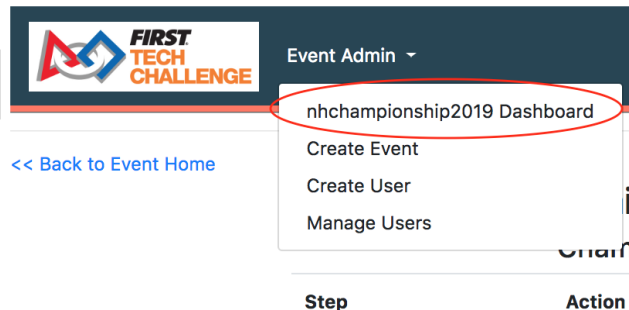 FIRST
TECH
CHALLENGE
Event Admin
nhchampionship2019 Dashboard
Create Event
Create User
Manage Users
<< Back to Event Home
Step Action